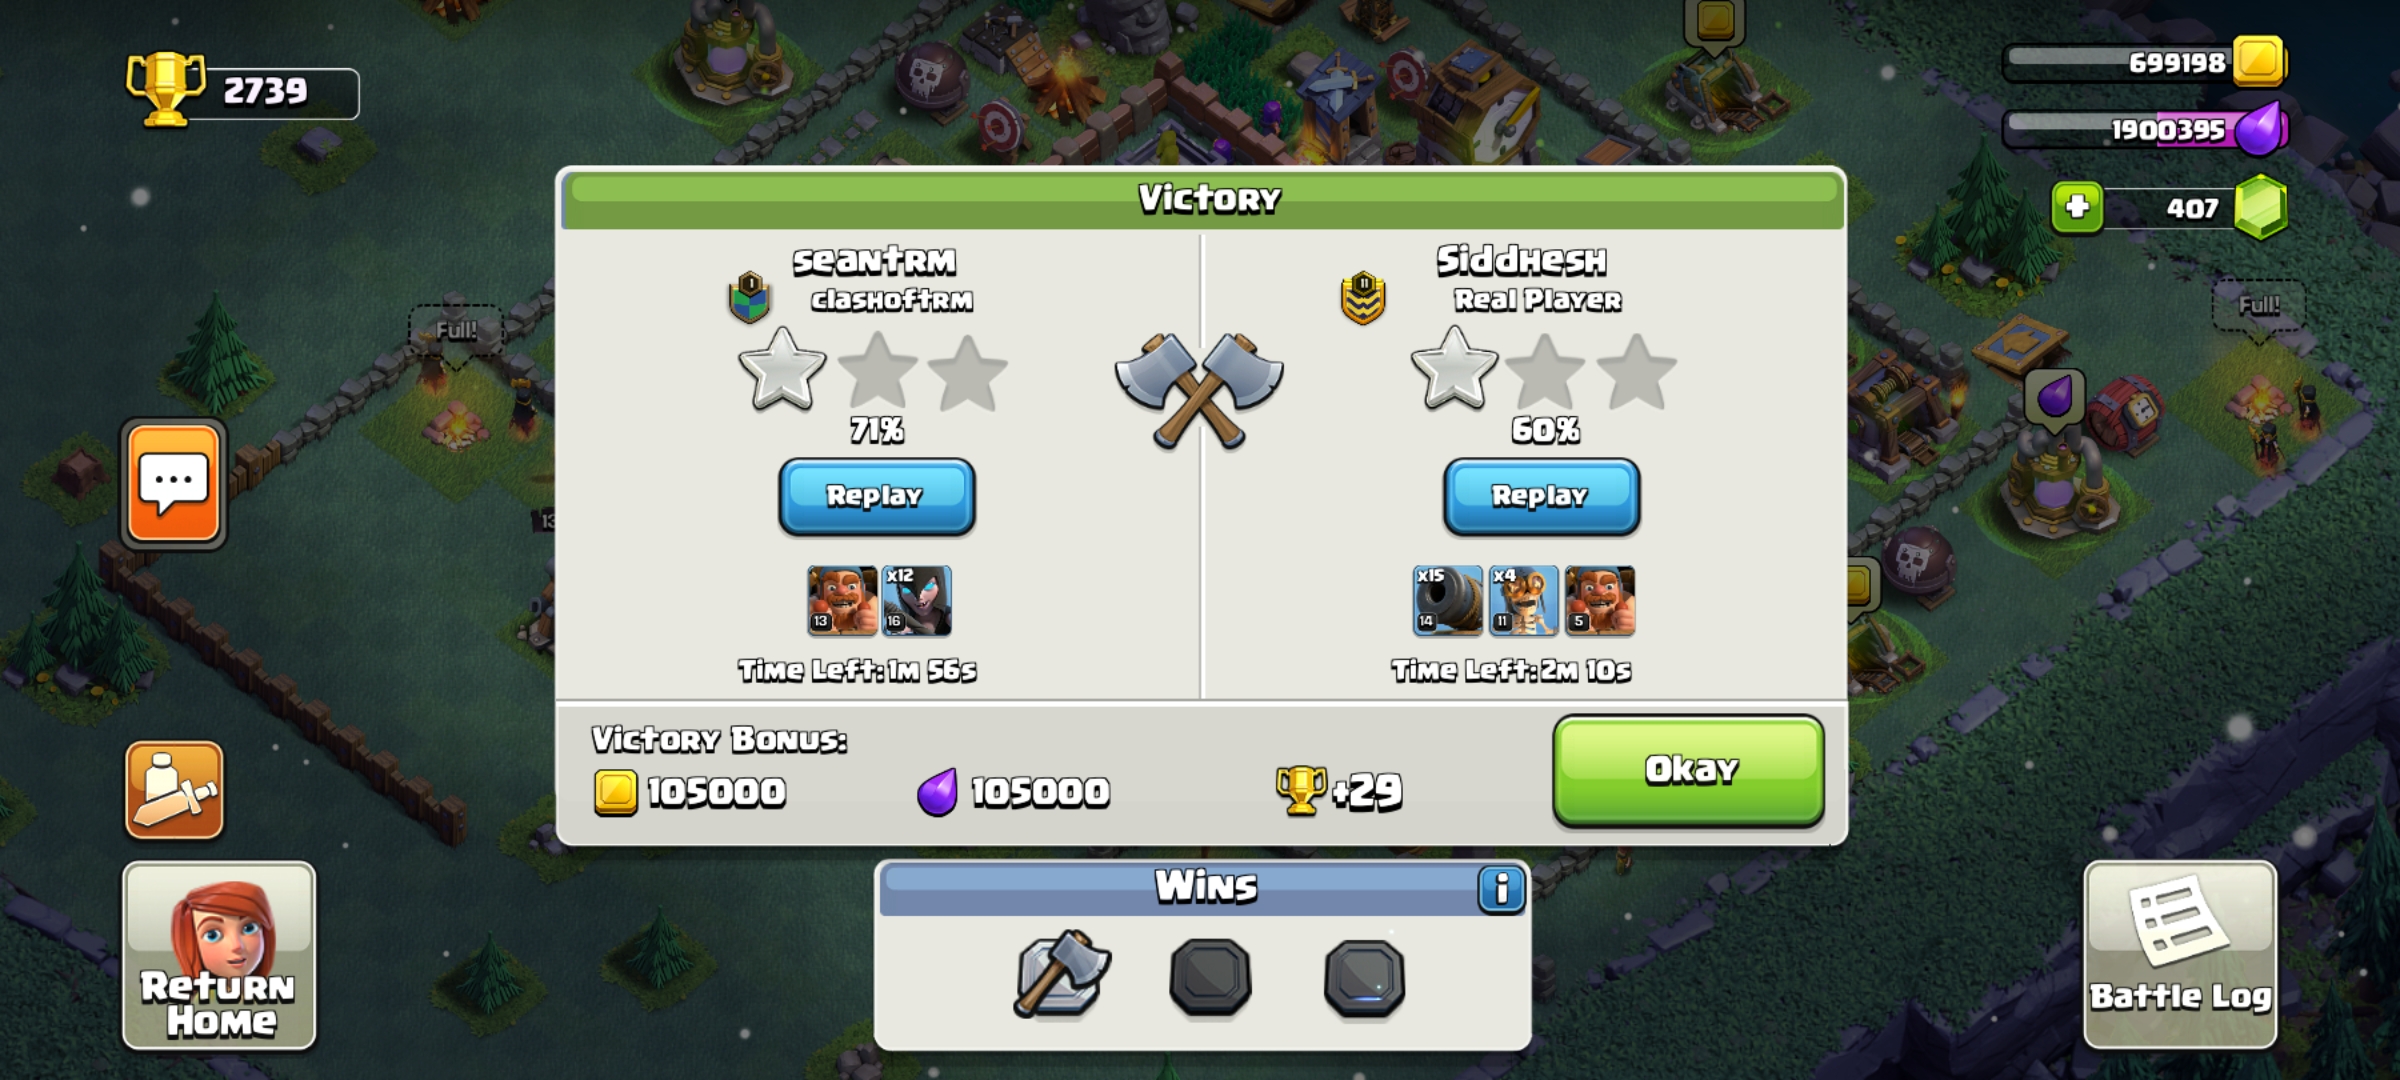 2739
699198
1900395
407
Full!
Full!
Victory
seantrm
clashoftrm
I
71%
Replay
13
x12
16
Time Left:1m 56s
Siddhesh
Real Player
II
60%
Replay
x15
14
x4
11
5
Time Left:2m 10s
Victory Bonus:
105000
105000
+29
Okay
Wins
i
Return
Home
Battle Log